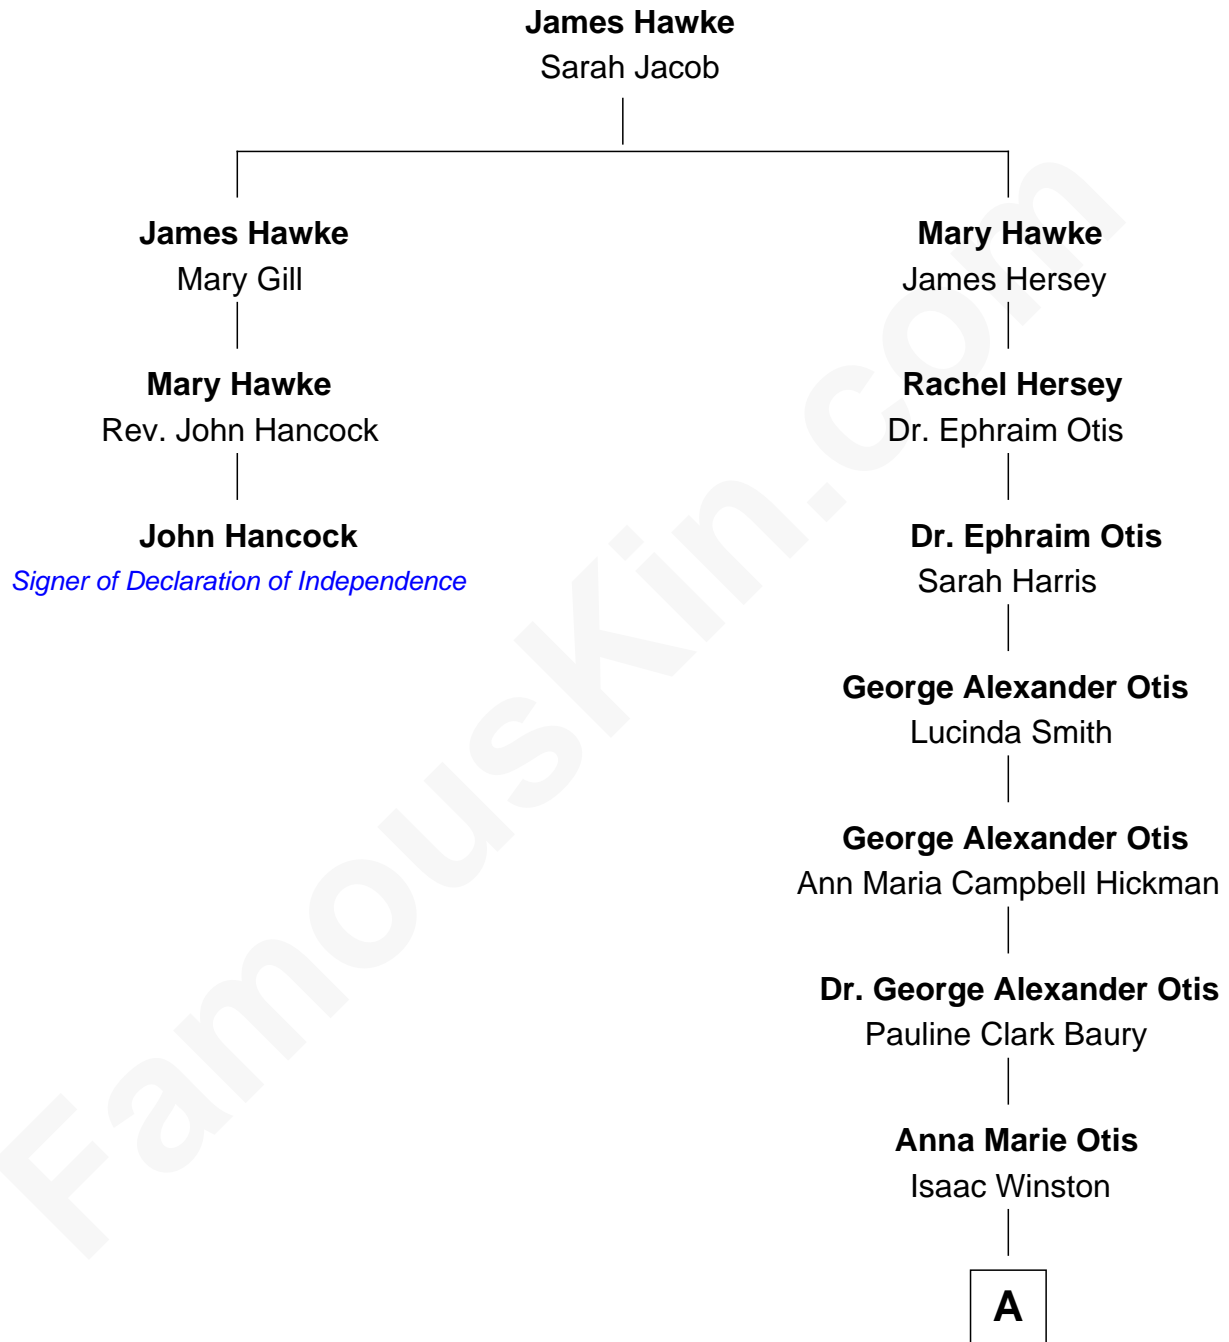 James Hawke
Sarah Jacob
James Hawke
Mary Gill
Mary Hawke
Rev. John Hancock
John Hancock
Signer of Declaration of Independence
Mary Hawke
James Hersey
Rachel Hersey
Dr. Ephraim Otis
Dr. Ephraim Otis
Sarah Harris
George Alexander Otis
Lucinda Smith
George Alexander Otis
Ann Maria Campbell Hickman
Dr. George Alexander Otis
Pauline Clark Baury
Anna Marie Otis
Isaac Winston
A
FamousKin.com